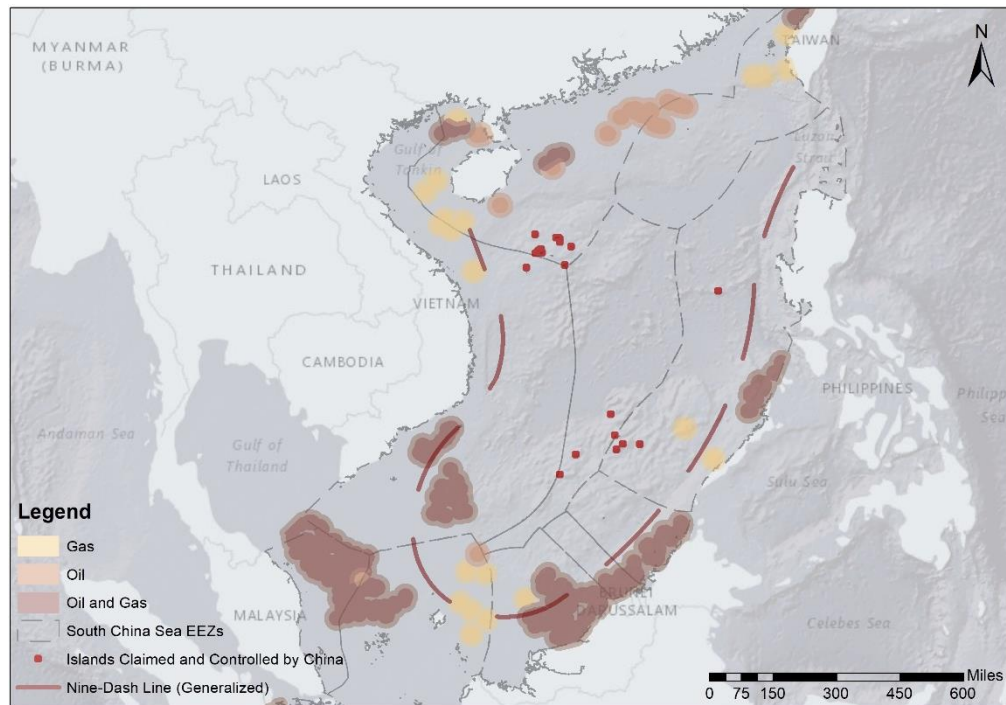 MYANMAR
(BURMA)
TAIWAN
N
Gulf of
Tonkin
Luzon
Strait
LAOS
THAILAND
VIETNAM
CAMBODIA
PHILIPPINES
Philippi
Sea
Andaman Sea
Gulf of
Thailand
Sulu Sea
Legend
Gas
Oil
Oil and Gas
South China Sea EEZs
Islands Claimed and Controlled by China
Nine-Dash Line (Generalized)
MALAYSIA
BRUNEI
DARUSSALAM
Celebes Sea
Miles
0 75 150 300 450 600